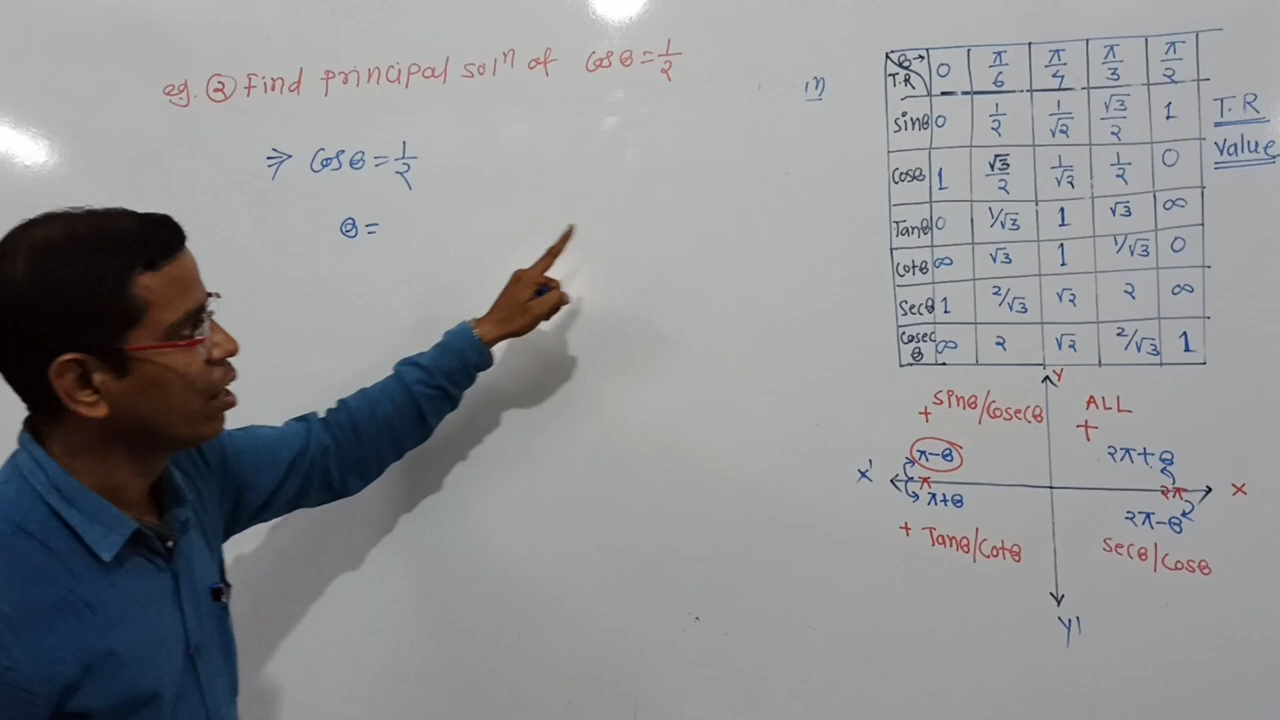 eg. ② Find principal solⁿ of cosθ = 1/2
⇒ cosθ = 1/2
θ =
θ→ T.R 0 π/6 π/4 π/3 π/2
sinθ 0 1/2 1/√2 √3/2 1
cosθ 1 √3/2 1/√2 1/2 0
Tanθ 0 1/√3 1 √3 ∞
cotθ ∞ √3 1 1/√3 0
secθ 1 2/√3 √2 2 ∞
cosec θ ∞ 2 √2 2/√3 1
T.R
value
Y
+ sinθ/cosecθ
ALL
+
π-θ
2π+θ
X' π 2π X
π+θ
2π-θ
+ Tanθ/cotθ
secθ/cosθ
Y'